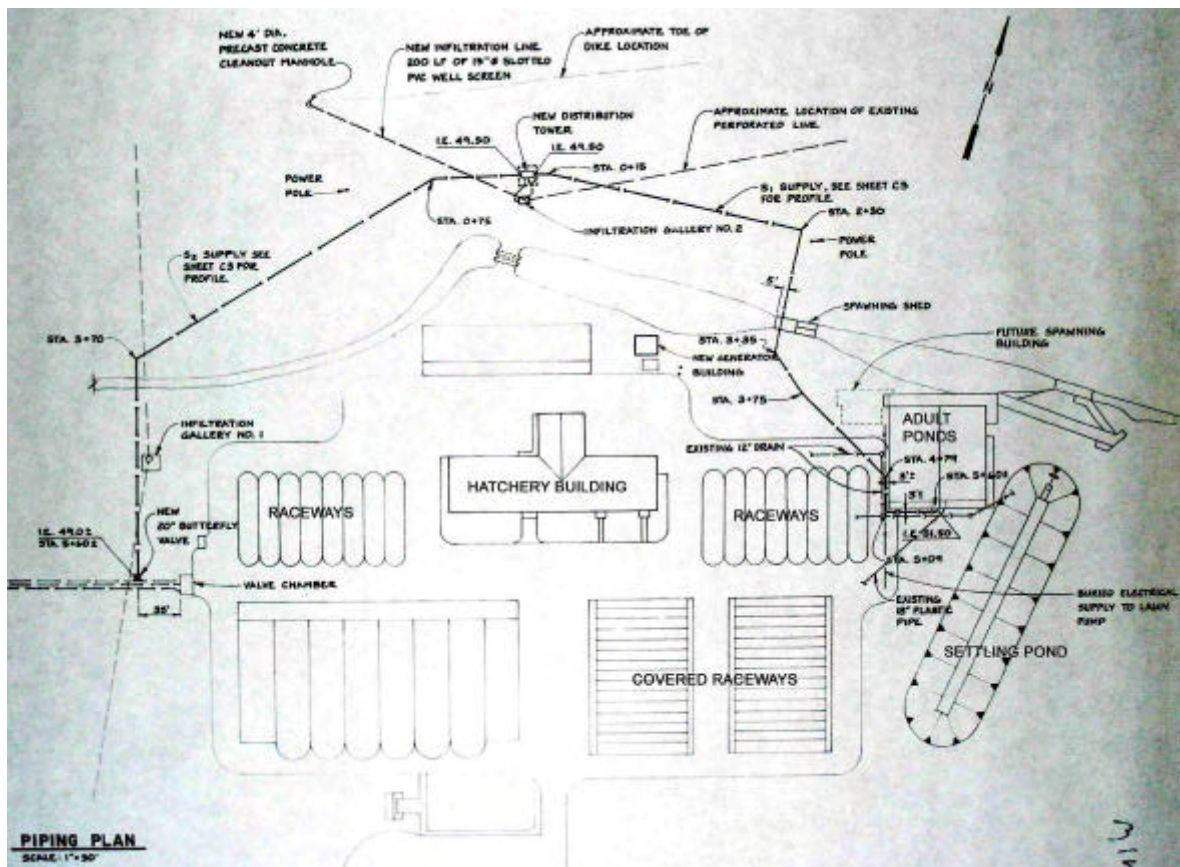 NEW 4' DIA.
PRECAST CONCRETE
CLEANOUT MANHOLE
NEW INFILTRATION LINE
200 LF OF 15"Ø SLOTTED
PVC WELL SCREEN
APPROXIMATE TOE OF
DIKE LOCATION
N
NEW DISTRIBUTION
TOWER
APPROXIMATE LOCATION OF EXISTING
PERFORATED LINE
I.E. 49.50
I.E. 49.50
STA. 0+15
POWER
POLE
STA. 0+75
S1 SUPPLY, SEE SHEET C3
FOR PROFILE
STA. 2+30
INFILTRATION GALLERY NO. 2
POWER
POLE
S2 SUPPLY SEE
SHEET C3 FOR
PROFILE
5'
SPAWNING SHED
STA. 3+70
STA. 3+35
FUTURE SPAWNING
BUILDING
NEW GENERATOR
BUILDING
STA. 3+75
INFILTRATION
GALLERY NO. 1
ADULT
PONDS
EXISTING 12" DRAIN
STA. 4+79
STA. 5+60±
HATCHERY BUILDING
RACEWAYS
RACEWAYS
NEW
20" BUTTERFLY
VALVE
I.E. 49.0±
STA. 5+60±
I.E. 51.50
STA. 5+09
VALVE CHAMBER
EXISTING
18" PLASTIC
PIPE
BURIED ELECTRICAL
SUPPLY TO LAWN
PUMP
SETTLING POND
COVERED RACEWAYS
PIPING PLAN
SCALE: 1"=50'